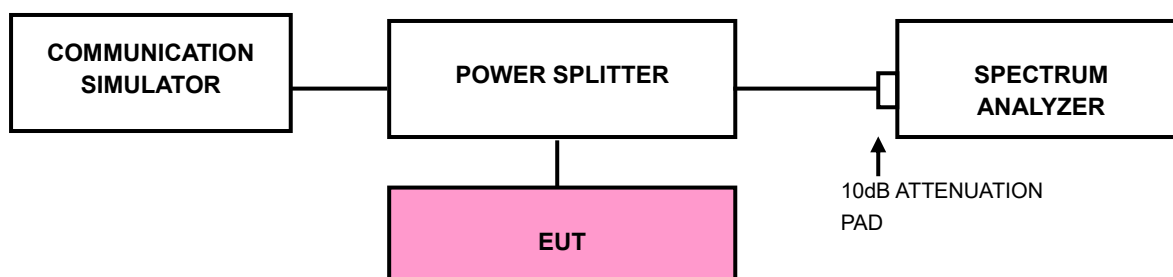 COMMUNICATION
SIMULATOR
POWER SPLITTER
SPECTRUM
ANALYZER
10dB ATTENUATION
PAD
EUT